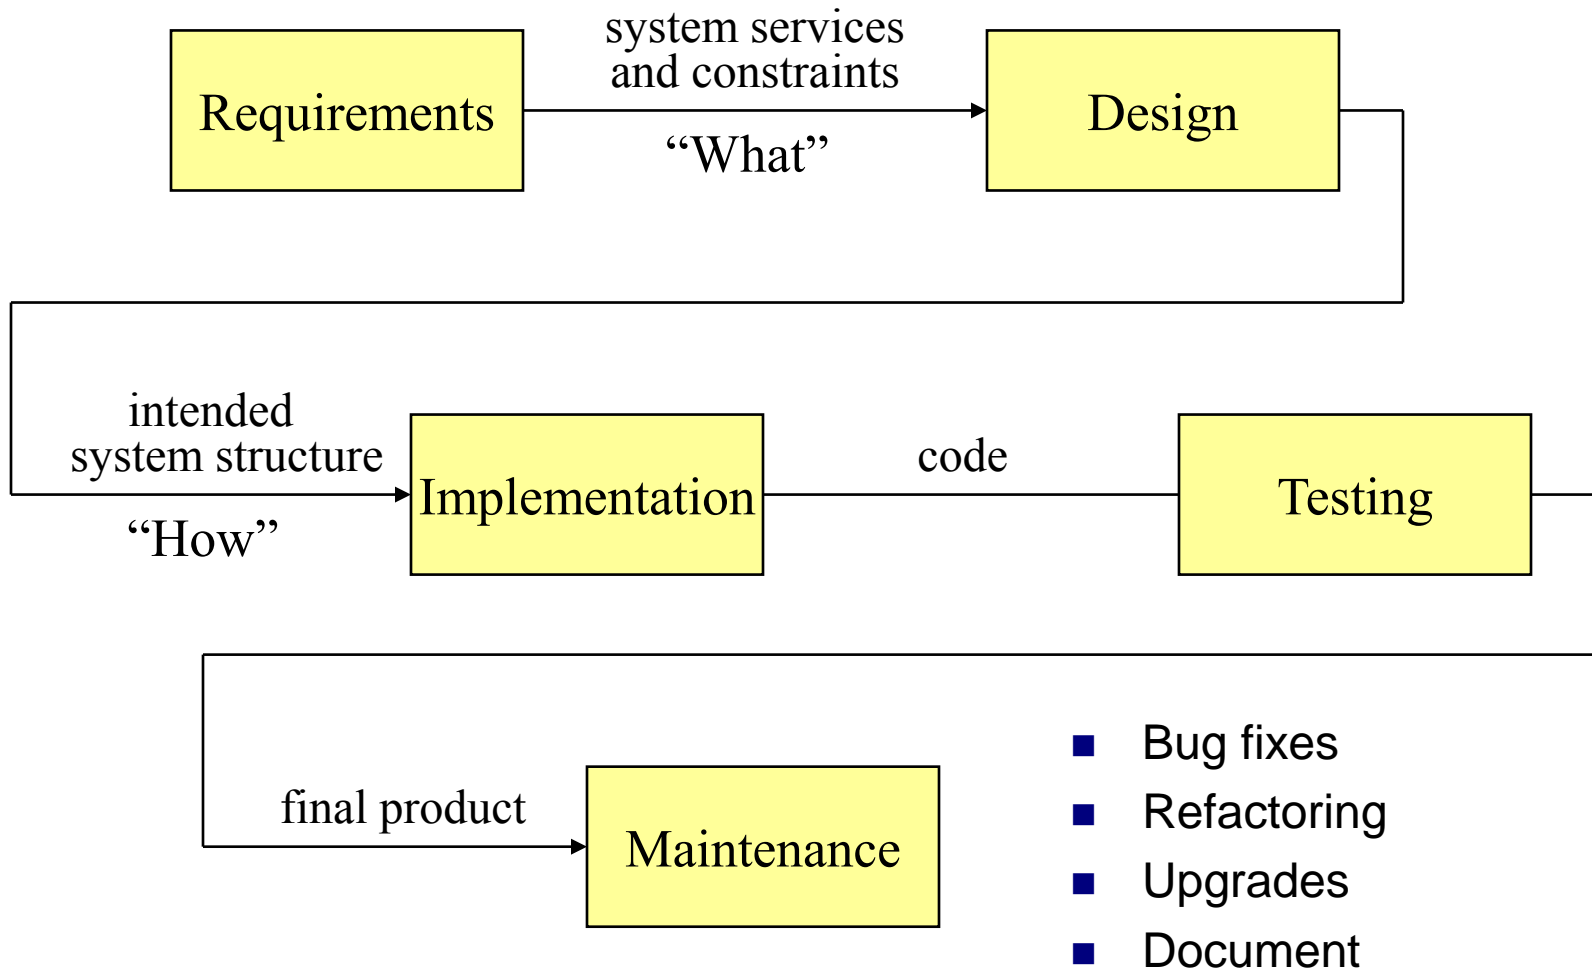 system services
and constraints
Requirements
Design
“What”
intended
system structure
code
Implementation
Testing
“How”
Bug fixes
final product
Refactoring
Maintenance
Upgrades
Document